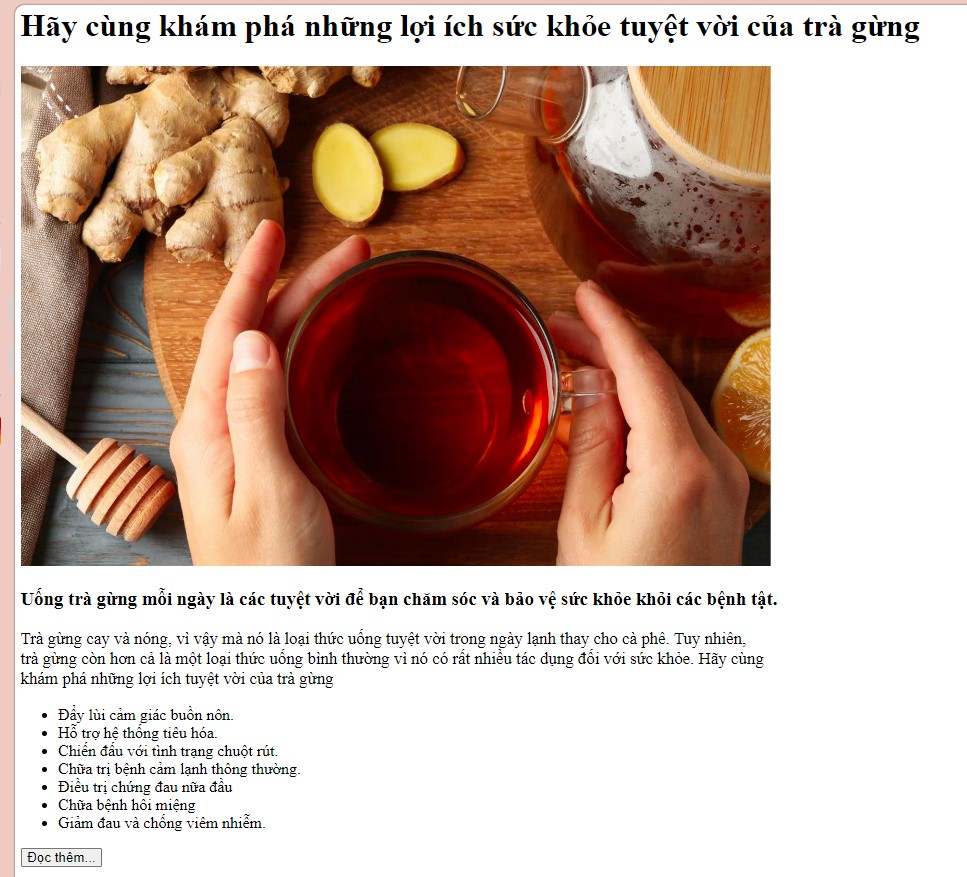 Hãy cùng khám phá những lợi ích sức khỏe tuyệt vời của trà gừng
Uống trà gừng mỗi ngày là các tuyệt vời để bạn chăm sóc và bảo vệ sức khỏe khỏi các bệnh tật.
Trà gừng cay và nóng, vì vậy mà nó là loại thức uống tuyệt vời trong ngày lạnh thay cho cà phê. Tuy nhiên,
trà gừng còn hơn cả là một loại thức uống bình thường vì nó có rất nhiều tác dụng đối với sức khỏe. Hãy cùng
khám phá những lợi ích tuyệt vời của trà gừng
• Đẩy lùi cảm giác buồn nôn.
• Hỗ trợ hệ thống tiêu hóa.
• Chiến đấu với tình trạng chuột rút.
• Chữa trị bệnh cảm lạnh thông thường.
• Điều trị chứng đau nữa đầu
• Chữa bệnh hôi miệng
• Giảm đau và chống viêm nhiễm.
Đọc thêm...